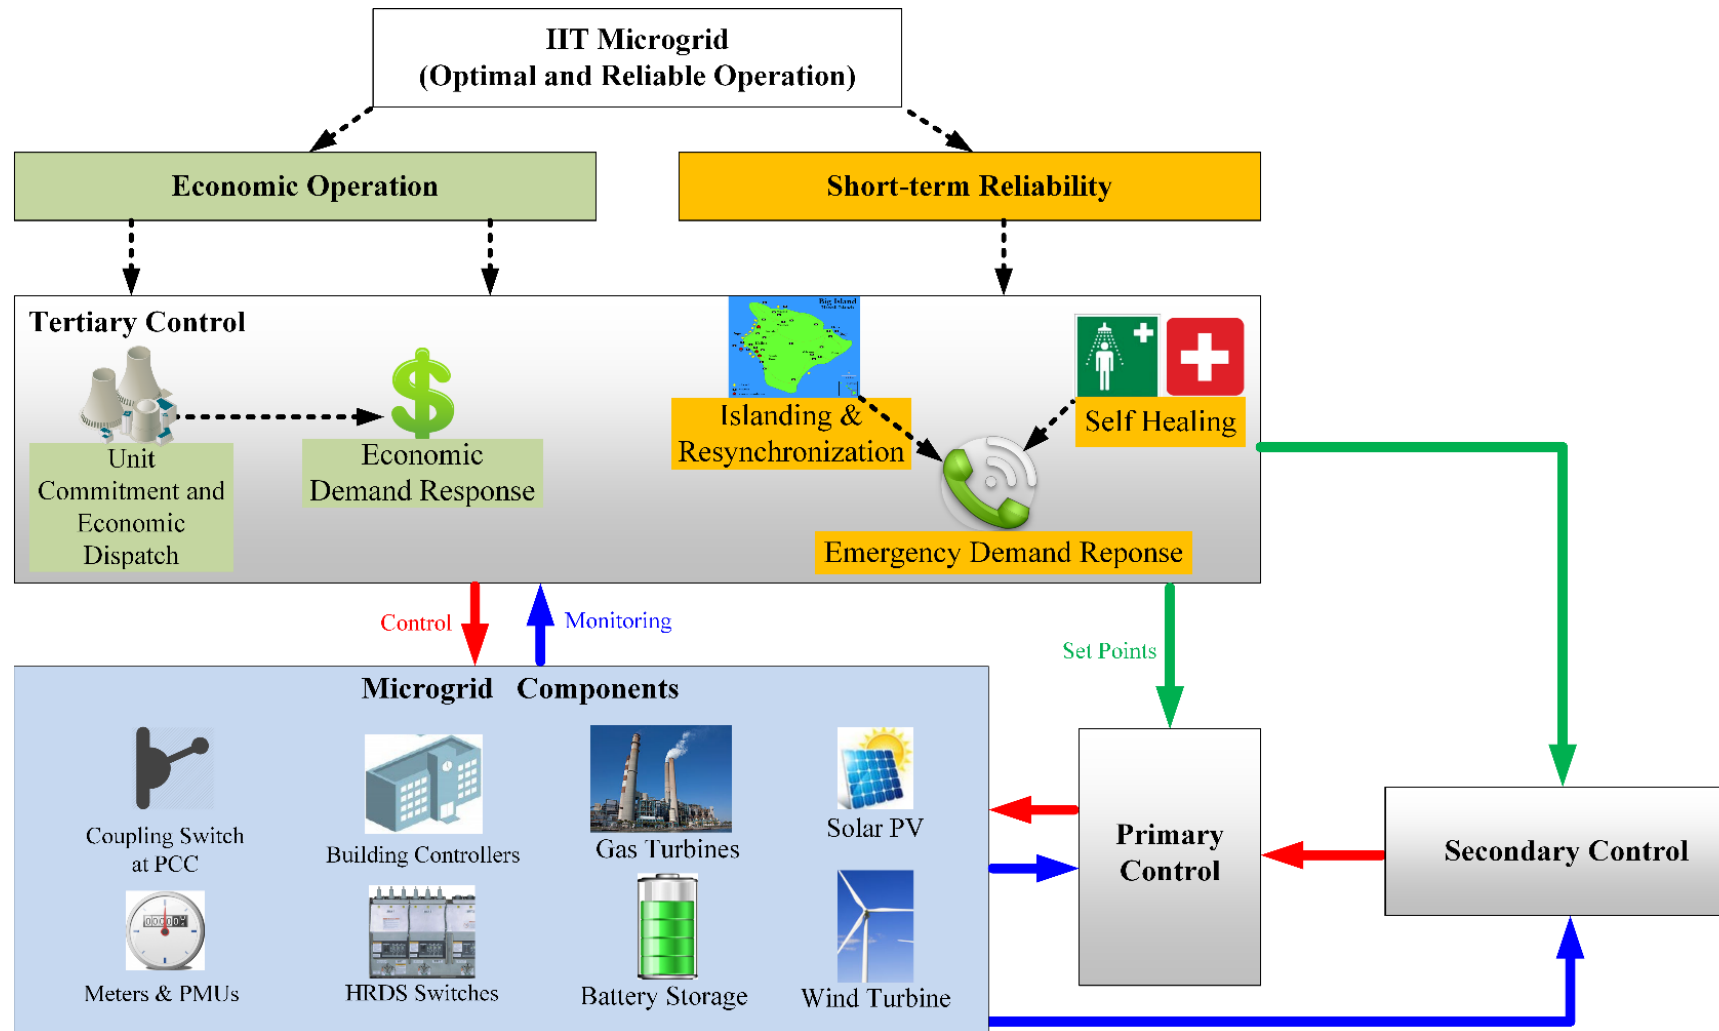 IIT Microgrid
(Optimal and Reliable Operation)
Economic Operation
Short-term Reliability
Tertiary Control
Big Island
Unit
Commitment and
Economic
Dispatch
Economic
Demand Response
Islanding &
Resynchronization
Self Healing
Emergency Demand Reponse
Control
Monitoring
Set Points
Microgrid Components
Coupling Switch
at PCC
Building Controllers
Gas Turbines
Solar PV
Meters & PMUs
HRDS Switches
Battery Storage
Wind Turbine
Primary
Control
Secondary Control